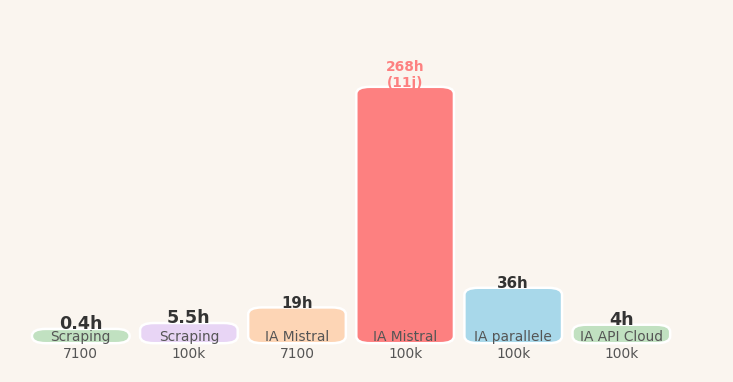 268h
(11j)
0.4h
5.5h
19h
36h
4h
Scraping
7100
Scraping
100k
IA Mistral
7100
IA Mistral
100k
IA parallele
100k
IA API Cloud
100k